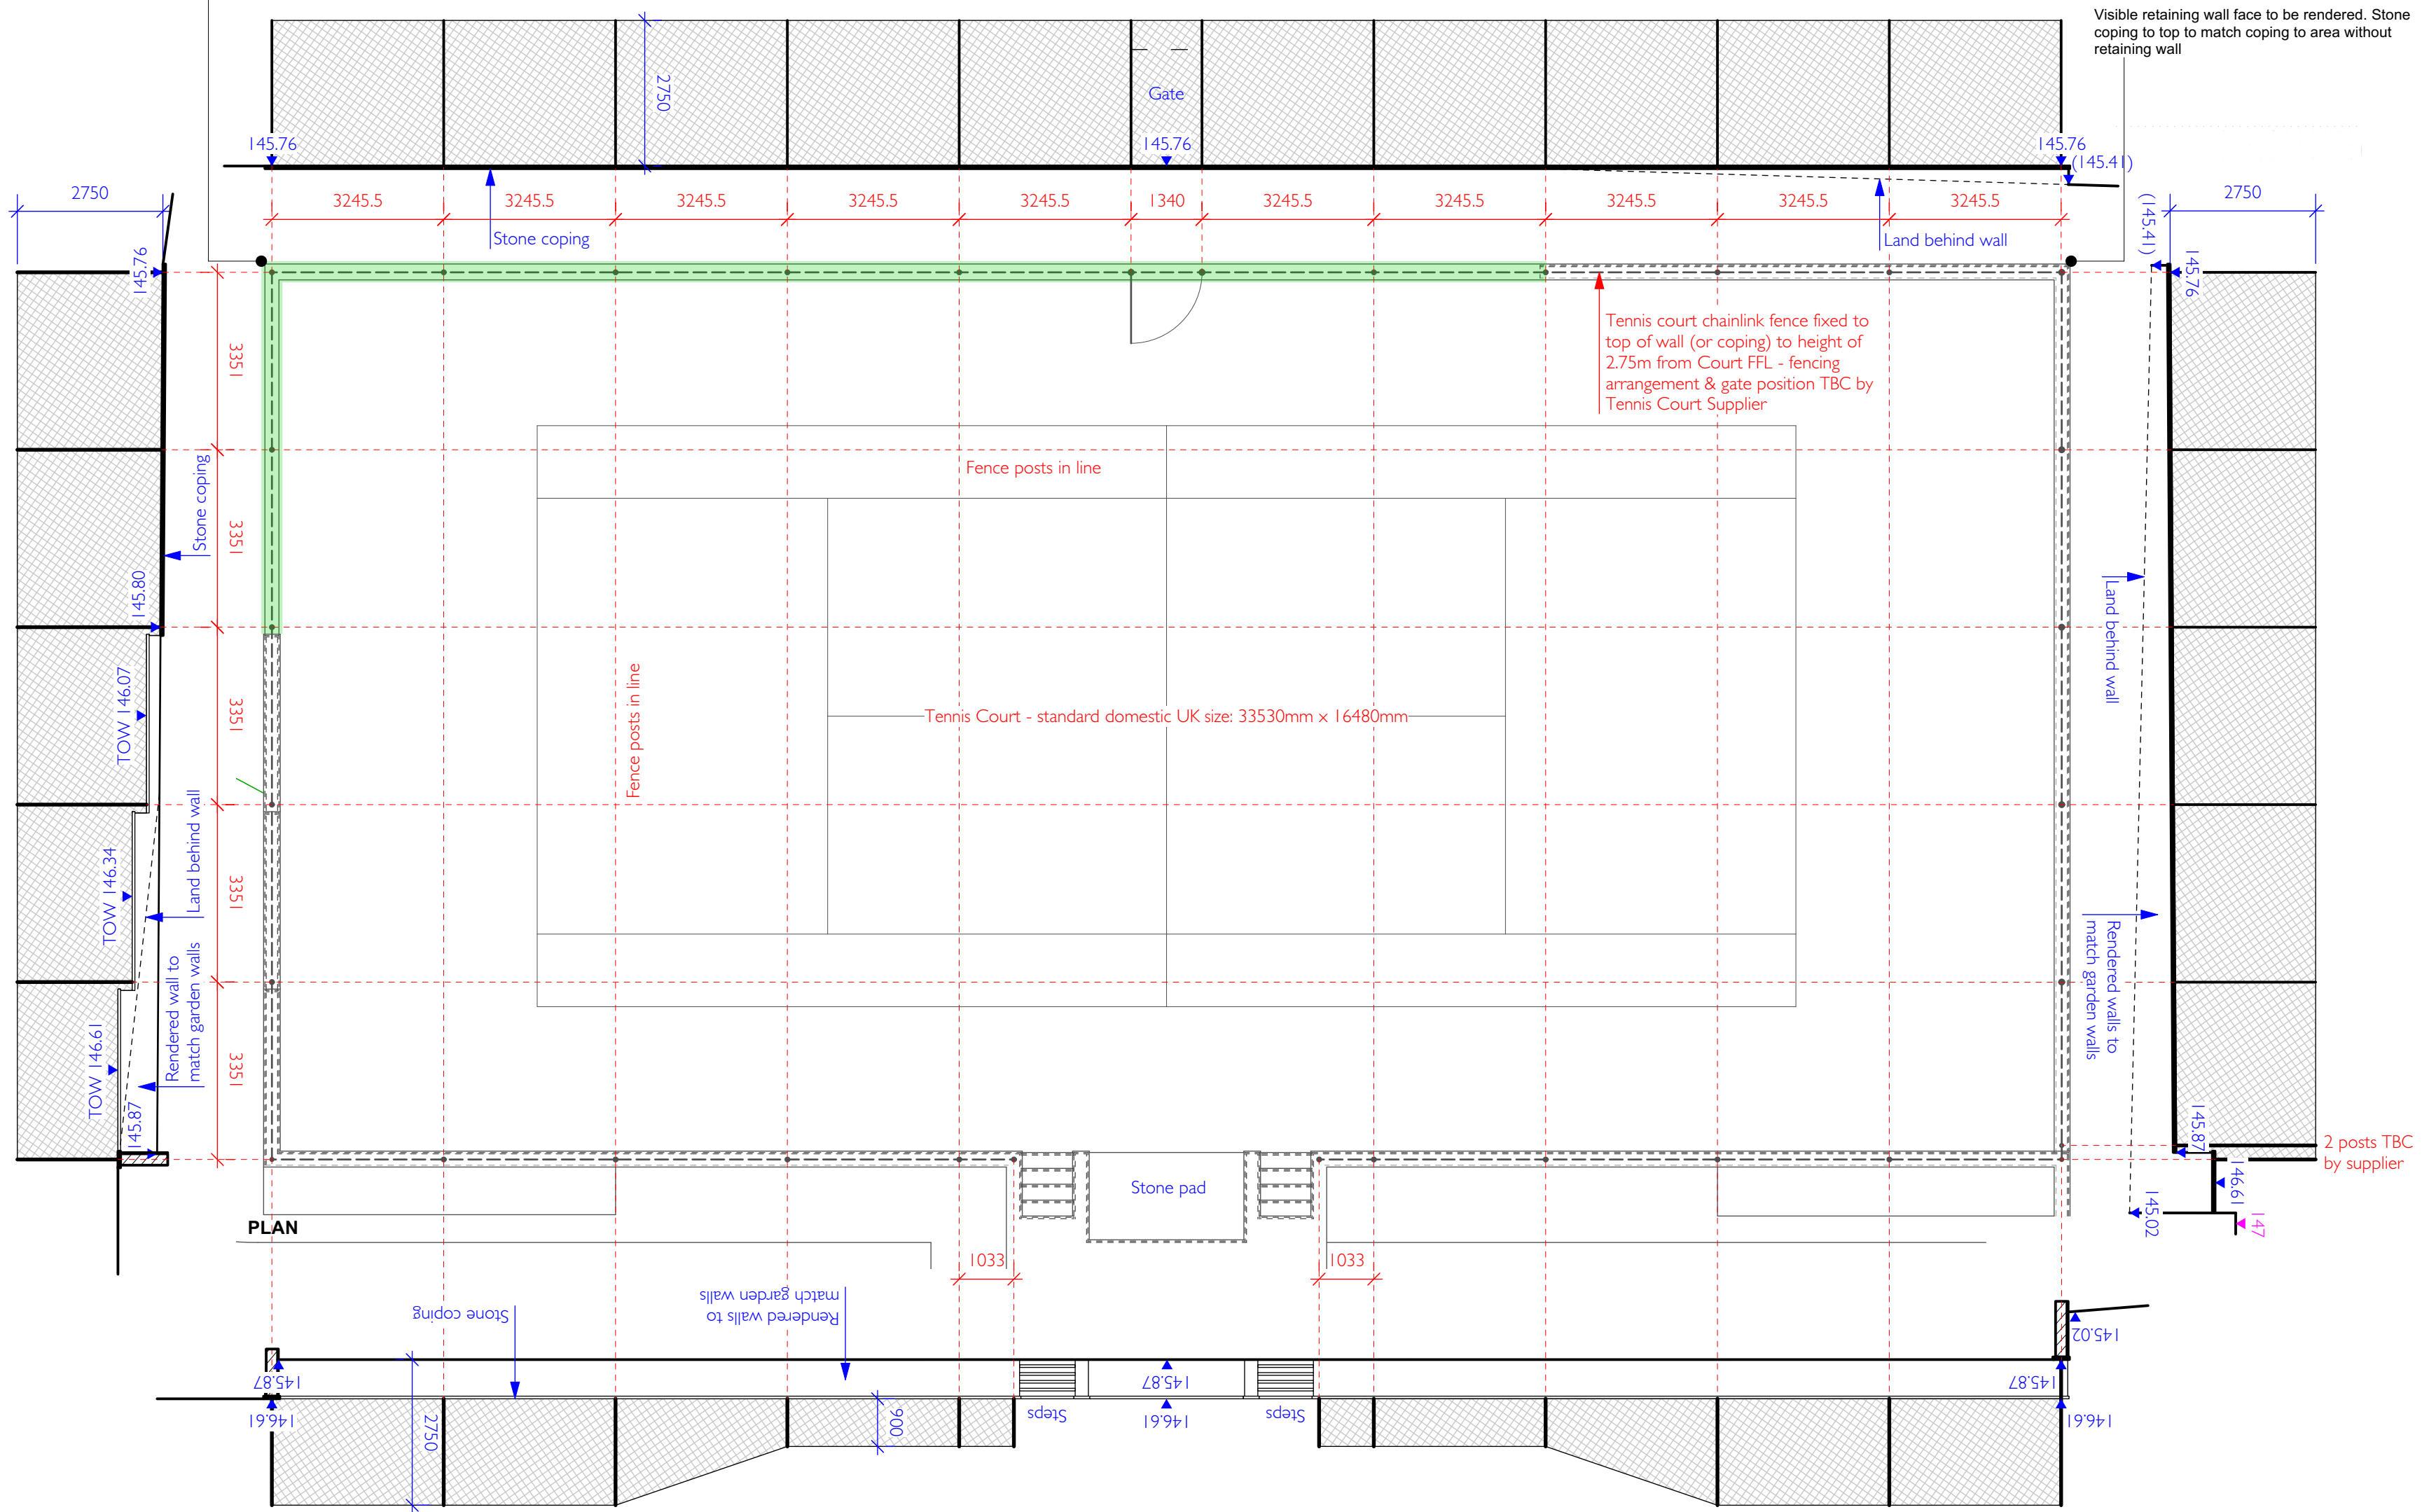 Visible retaining wall face to be rendered. Stone
coping to top to match coping to area without
retaining wall
2750
Gate
145.76
145.76
145.76
(145.41)
2750
3245.5
3245.5
3245.5
3245.5
3245.5
1340
3245.5
3245.5
3245.5
3245.5
3245.5
2750
Stone coping
Land behind wall
145.76
(145.41)
145.76
3351
Tennis court chainlink fence fixed to
top of wall (or coping) to height of
2.75m from Court FFL - fencing
arrangement & gate position TBC by
Tennis Court Supplier
Fence posts in line
Stone coping
3351
145.80
Land behind wall
TOW 146.07
3351
Fence posts in line
Tennis Court - standard domestic UK size: 33530mm x 16480mm
Land behind wall
TOW 146.34
3351
Rendered wall to
match garden walls
Rendered walls to
match garden walls
TOW 146.61
3351
145.87
145.87
2 posts TBC
by supplier
146.61
145.02
147
Stone pad
PLAN
1033
1033
Stone coping
Rendered walls to
match garden walls
145.02
145.87
145.87
145.87
146.61
2750
900
Steps
146.61
Steps
146.61